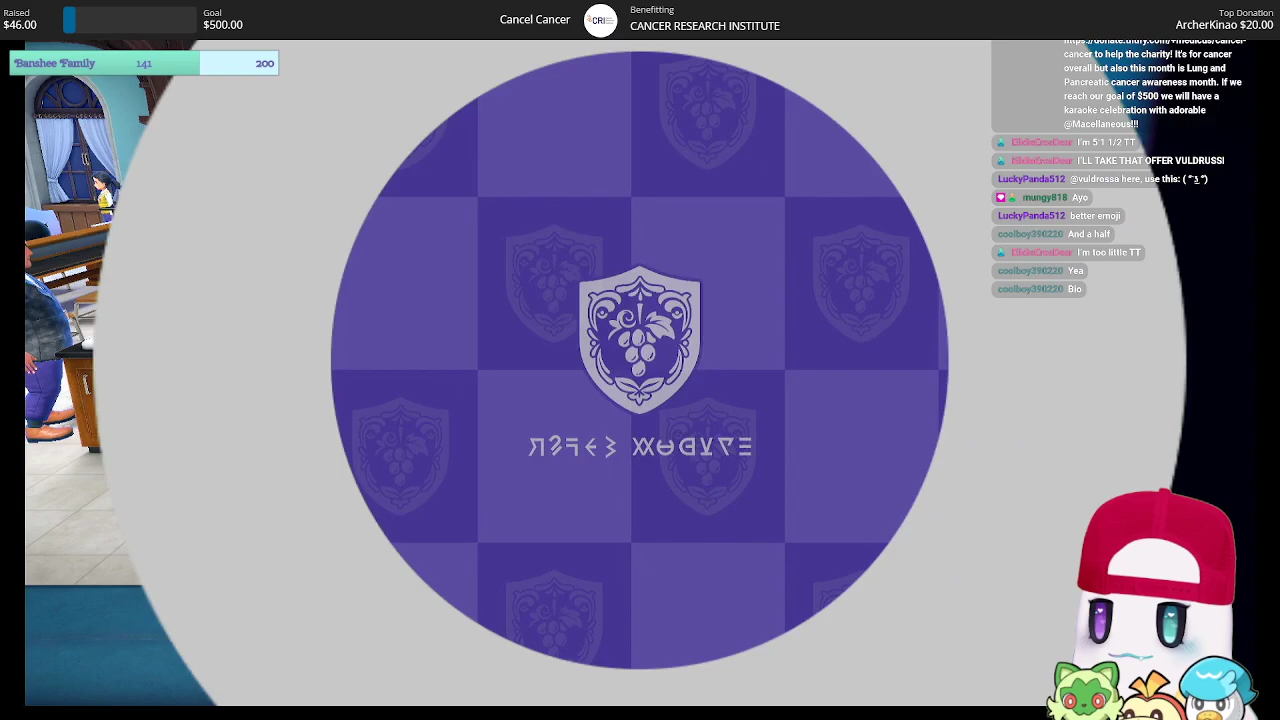 Raised
$46.00
Goal
$500.00
Cancel Cancer
CRI
Benefitting
CANCER RESEARCH INSTITUTE
Top Donation
ArcherKinao $20.00
Banshee Family 141 200
cancer to help the charity! It's for cancer
overall but also this month is Lung and
Pancreatic cancer awareness month. If we
reach our goal of $500 we will have a
karaoke celebration with adorable
@Macellaneous!!!
I'm 5'1 1/2 TT
I'LL TAKE THAT OFFER VULDRUSS!
LuckyPanda512 @vuldrossa here, use this: ( ͡° ͜ʖ ͡°)
mungy818 Ayo
LuckyPanda512 better emoji
coolboy390220 And a half
I'm too little TT
coolboy390220 Yea
coolboy390220 Bio